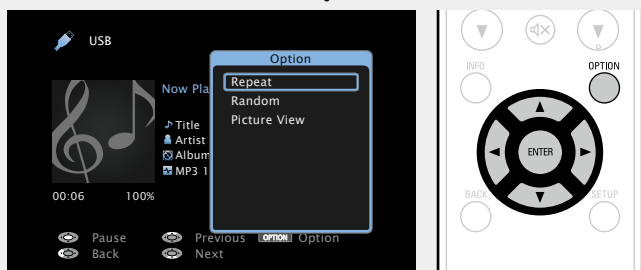 USB
Option
Now Pla
Repeat
Random
Picture View
Title
Artist
Album
MP3 1
00:06 100%
Pause Previous OPTION Option
Back Next
INFO OPTION
ENTER
BACK SETUP